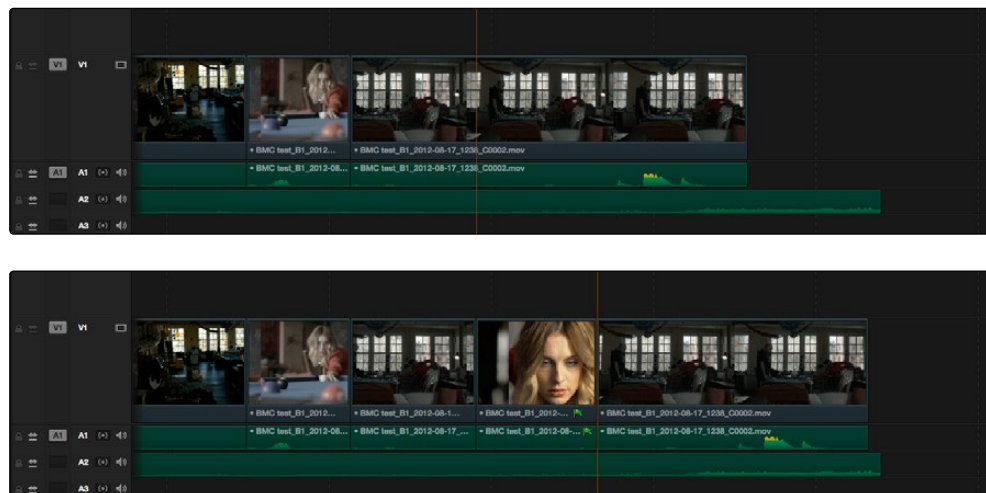 V1 V1
• BMC test_B1_2012... • BMC test_B1_2012-08-17_1238_C0002.mov
A1 A1 • BMC test_B1_2012-08... • BMC test_B1_2012-08-17_1238_C0002.mov
A2
A3
V1 V1
• BMC test_B1_2012... • BMC test_B1_2012-08-1... • BMC test_B1_2012-... • BMC test_B1_2012-08-17_1238_C0002.mov
A1 A1 • BMC test_B1_2012-08... • BMC test_B1_2012-08-17_... • BMC test_B1_2012-08-... • BMC test_B1_2012-08-17_1238_C0002.mov
A2
A3